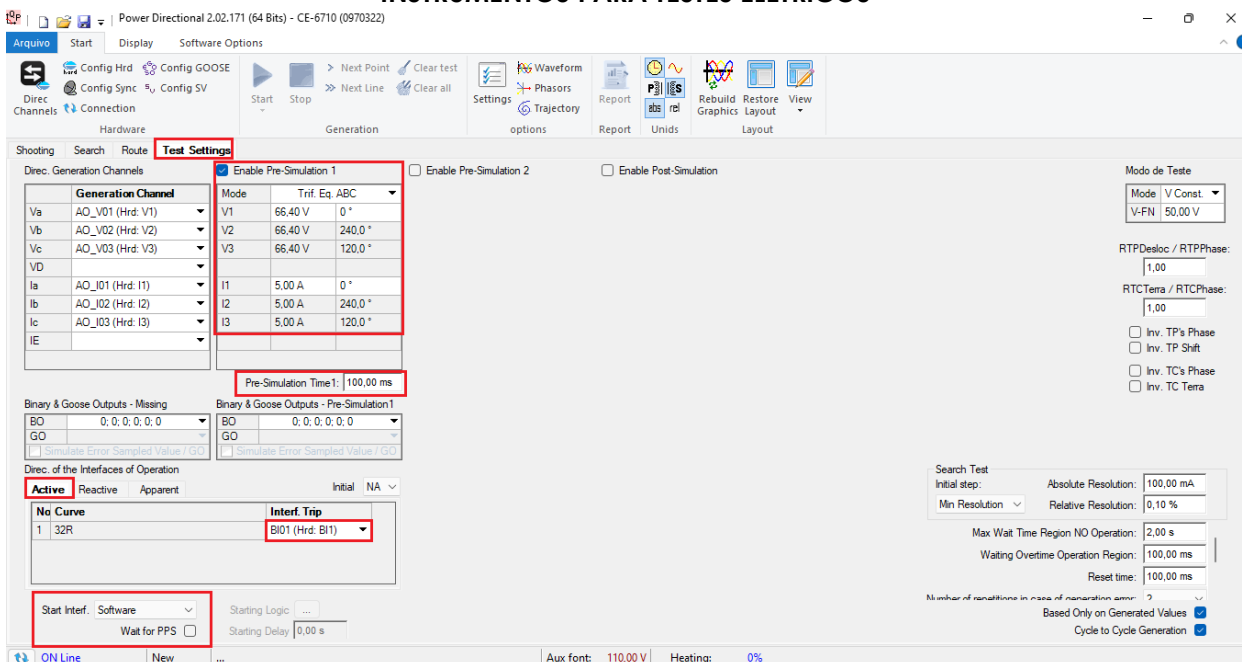 INSTRUMENTOS PARA TESTES ELÉTRICOS
Power Directional 2.02.171 (64 Bits) - CE-6710 (0970322)
Arquivo Start Display Software Options
Direc Channels
Config Hrd Config GOOSE
Config Sync Config SV
Connection
Hardware
Start Stop
Next Point Clear test
Next Line Clear all
Generation
Settings
Waveform
Phasors
Trajectory
options
Report
Report
abs rel
Unids
Rebuild Graphics
Restore Layout
View
Layout
Shooting Search Route Test Settings
Direc. Generation Channels
Generation Channel
Va AO_V01 (Hrd: V1)
Vb AO_V02 (Hrd: V2)
Vc AO_V03 (Hrd: V3)
VD
Ia AO_I01 (Hrd: I1)
Ib AO_I02 (Hrd: I2)
Ic AO_I03 (Hrd: I3)
IE
Enable Pre-Simulation 1
Mode Trif. Eq. ABC
V1 66,40 V 0 °
V2 66,40 V 240,0 °
V3 66,40 V 120,0 °
I1 5,00 A 0 °
I2 5,00 A 240,0 °
I3 5,00 A 120,0 °
Pre-Simulation Time1: 100,00 ms
Enable Pre-Simulation 2
Enable Post-Simulation
Modo de Teste
Mode V Const.
V-FN 50,00 V
RTPDesloc / RTPPhase:
1,00
RTCTerra / RTCPhase:
1,00
Inv. TP's Phase
Inv. TP Shift
Inv. TC's Phase
Inv. TC Terra
Binary & Goose Outputs - Missing
BO 0; 0; 0; 0; 0; 0
GO
Simulate Error Sampled Value / GO
Binary & Goose Outputs - Pre-Simulation1
BO 0; 0; 0; 0; 0; 0
GO
Simulate Error Sampled Value / GO
Direc. of the Interfaces of Operation
Active Reactive Apparent
Initial NA
No Curve Interf. Trip
1 32R BI01 (Hrd: BI1)
Start Interf. Software
Wait for PPS
Starting Logic ...
Starting Delay 0,00 s
Search Test
Initial step:
Min Resolution
Absolute Resolution: 100,00 mA
Relative Resolution: 0,10 %
Max Wait Time Region NO Operation: 2,00 s
Waiting Overtime Operation Region: 100,00 ms
Reset time: 100,00 ms
Number of repetitions in case of generation error: 2
Based Only on Generated Values
Cycle to Cycle Generation
ON Line New ... Aux font: 110,00 V Heating: 0%